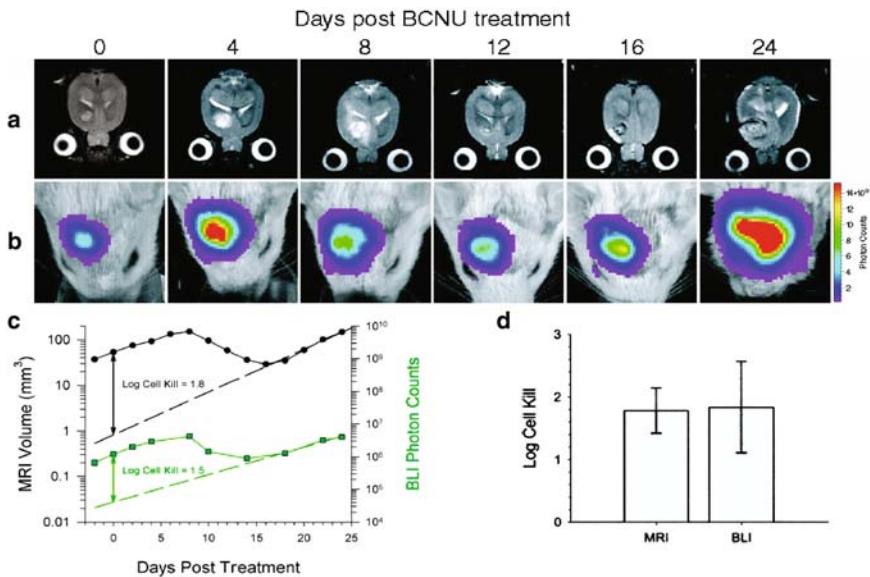 Days post BCNU treatment
0 4 8 12 16 24
a
b
14
12
10
8
6
4
2
Photon Counts
c
MRI Volume (mm³)
100
10
1
0.1
0.01
Log Cell Kill = 1.8
Log Cell Kill = 1.5
10¹⁰
10⁹
10⁸
10⁷
10⁶
10⁵
10⁴
BLI Photon Counts
0 5 10 15 20 25
Days Post Treatment
d
Log Cell Kill
3
2
1
0
MRI BLI